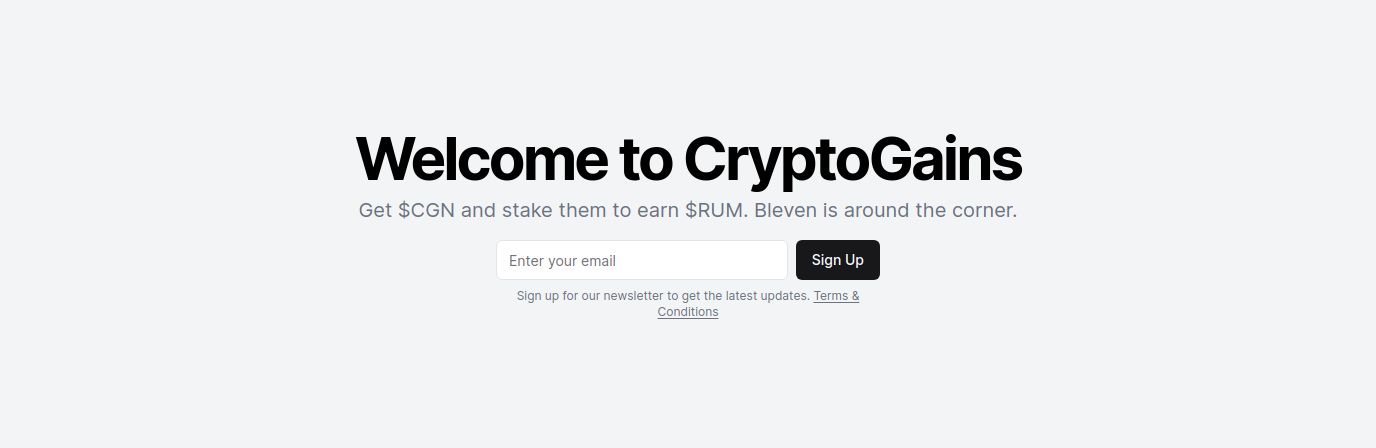 Welcome to CryptoGains
Get $CGN and stake them to earn $RUM. Bleven is around the corner.
Enter your email
Sign Up
Sign up for our newsletter to get the latest updates. Terms &
Conditions